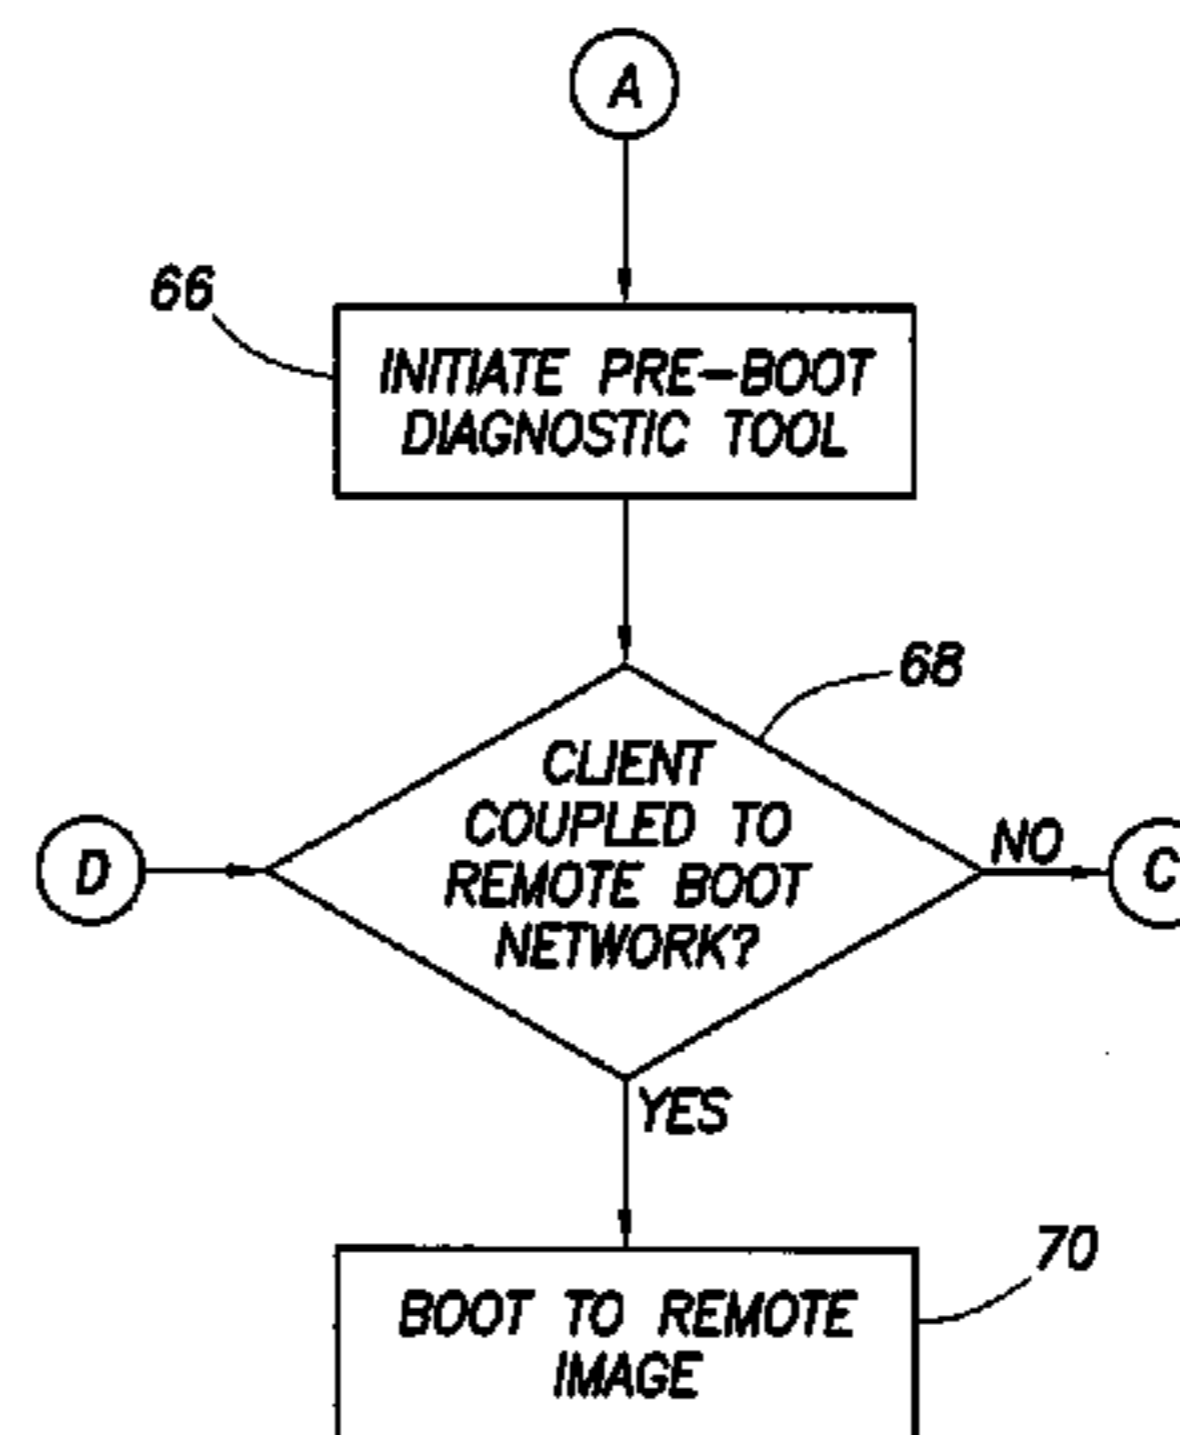 A
66
INITIATE PRE-BOOT
DIAGNOSTIC TOOL
68
CLIENT
COUPLED TO
REMOTE BOOT
NETWORK?
D
NO
C
YES
70
BOOT TO REMOTE
IMAGE